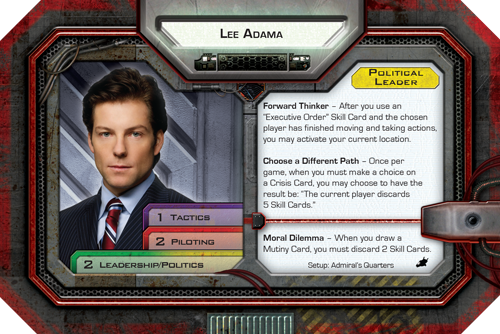 Lee Adama
Political
Leader
Forward Thinker – After you use an
"Executive Order" Skill Card and the chosen
player has finished moving and taking actions,
you may activate your current location.
Choose a Different Path – Once per
game, when you must make a choice on
a Crisis Card, you may choose to have the
result be: "The current player discards
5 Skill Cards."
Moral Dilemma – When you draw a
Mutiny Card, you must discard 2 Skill Cards.
Setup: Admiral's Quarters
1 Tactics
2 Piloting
2 Leadership/Politics